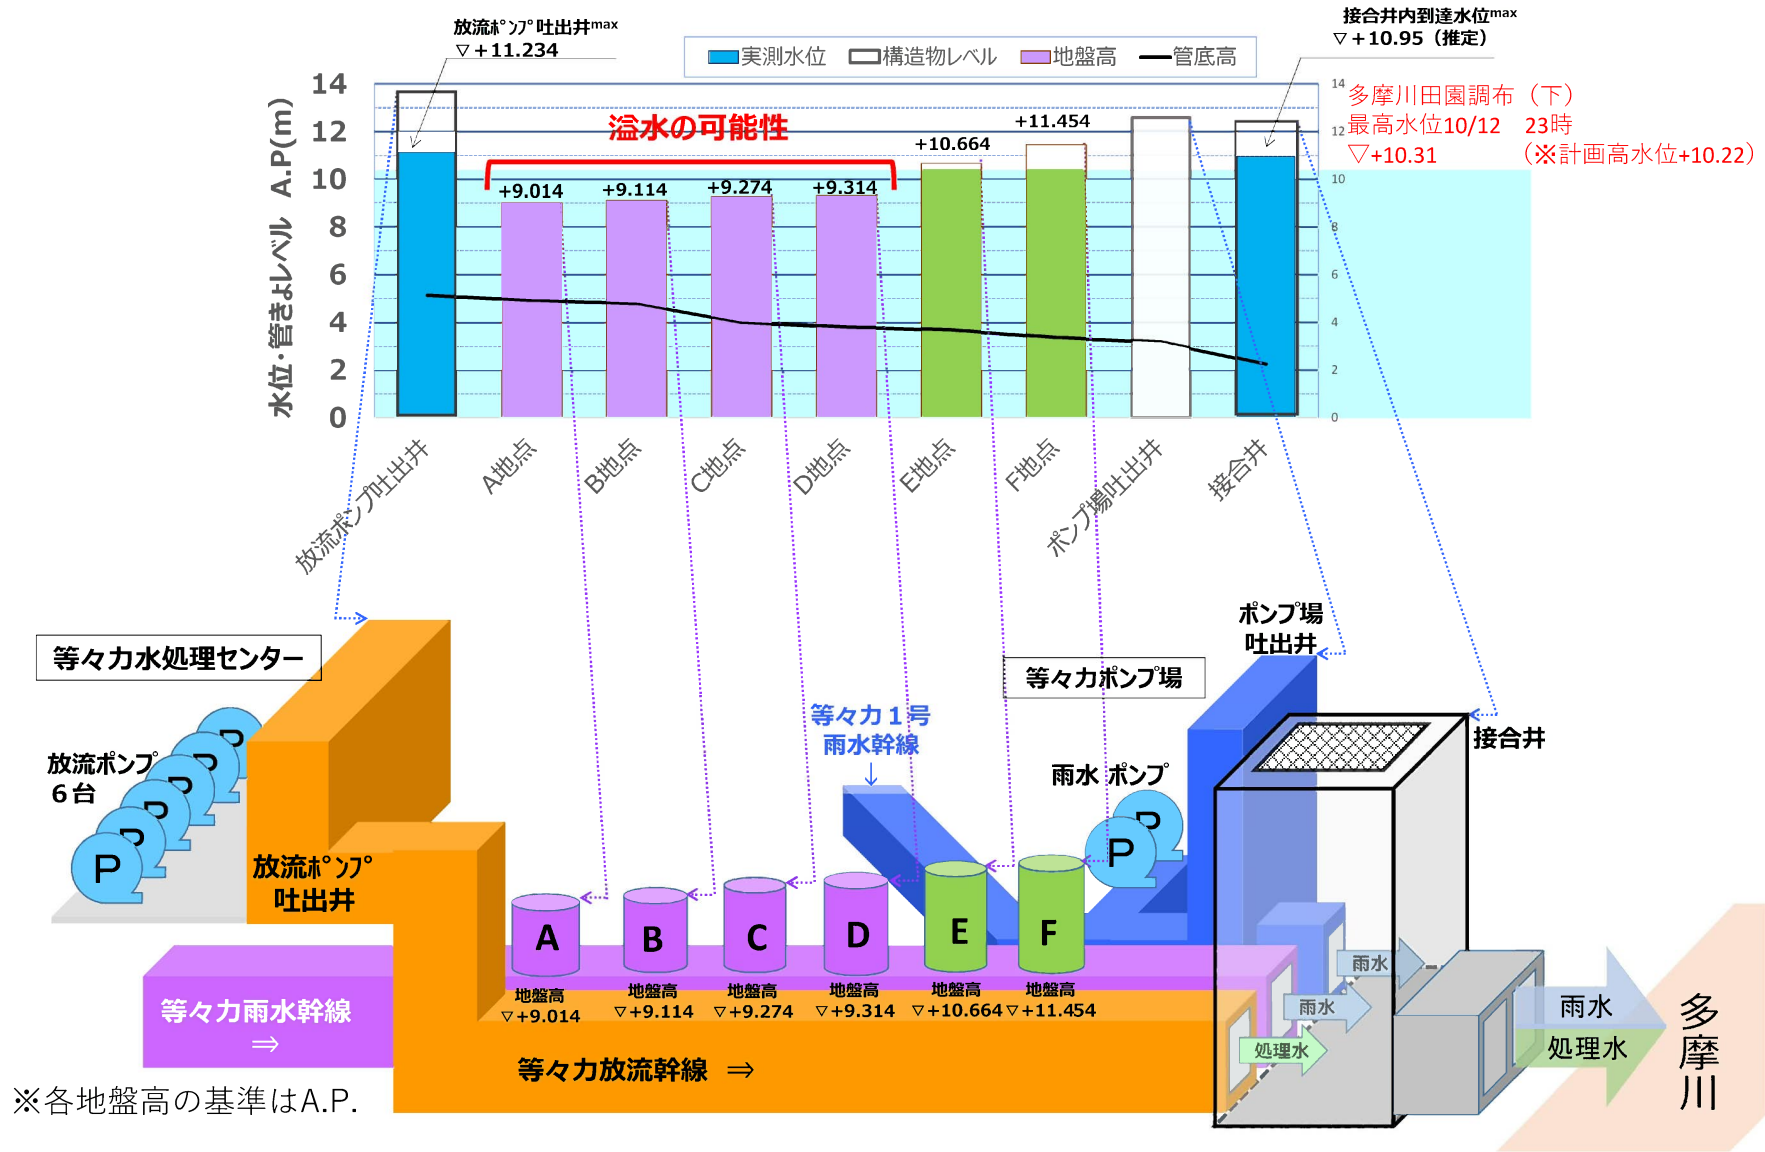 放流ﾎﾟﾝﾌﾟ吐出井max
▽+11.234
接合井内到達水位max
▽+10.95（推定）
実測水位 構造物レベル 地盤高 管底高
多摩川田園調布（下）
最高水位10/12　23時
▽+10.31　（※計画高水位+10.22）
水位・管きょレベル A.P(m)
14
12
10
8
6
4
2
0
14
12
10
8
6
4
2
0
溢水の可能性
+9.014
+9.114
+9.274
+9.314
+10.664
+11.454
放流ポンプ吐出井
A地点
B地点
C地点
D地点
E地点
F地点
ポンプ場吐出井
接合井
等々力水処理センター
放流ポンプ
６台
P
P
P
P
P
P
放流ﾎﾟﾝﾌﾟ
吐出井
等々力１号
雨水幹線
等々力ポンプ場
雨水 ポンプ
P
P
ポンプ場
吐出井
接合井
A
B
C
D
E
F
地盤高
▽+9.014
地盤高
▽+9.114
地盤高
▽+9.274
地盤高
▽+9.314
地盤高
▽+10.664
地盤高
▽+11.454
等々力雨水幹線
⇒
等々力放流幹線 ⇒
雨水
雨水
処理水
雨水
処理水
多摩川
※各地盤高の基準はA.P.